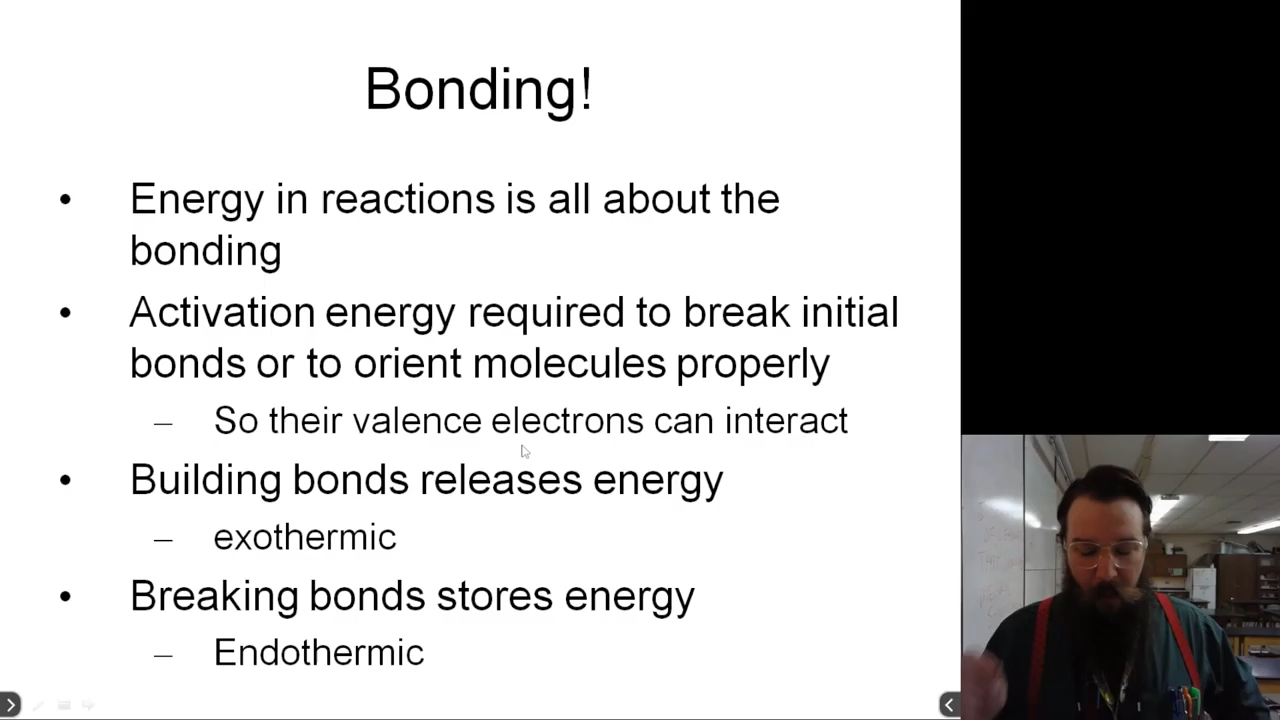 Bonding!
• Energy in reactions is all about the
bonding
• Activation energy required to break initial
bonds or to orient molecules properly
– So their valence electrons can interact
• Building bonds releases energy
– exothermic
• Breaking bonds stores energy
– Endothermic